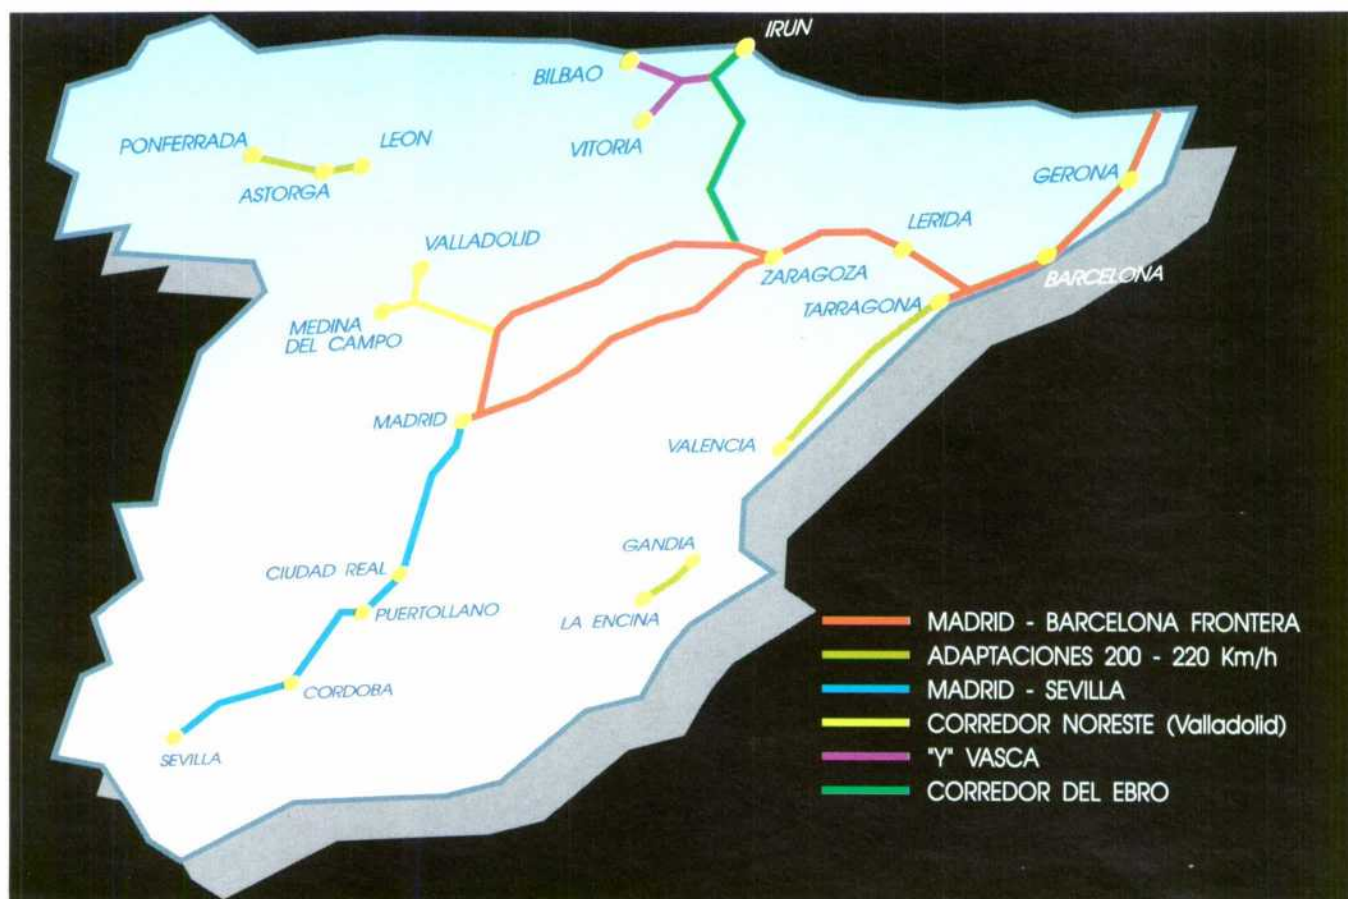 IRUN
BILBAO
VITORIA
PONFERRADA
LEON
ASTORGA
GERONA
VALLADOLID
LERIDA
ZARAGOZA
BARCELONA
TARRAGONA
MEDINA
DEL CAMPO
MADRID
VALENCIA
GANDIA
CIUDAD REAL
PUERTOLLANO
LA ENCINA
CORDOBA
SEVILLA
MADRID - BARCELONA FRONTERA
ADAPTACIONES 200 - 220 Km/h
MADRID - SEVILLA
CORREDOR NORESTE (Valladolid)
"Y" VASCA
CORREDOR DEL EBRO